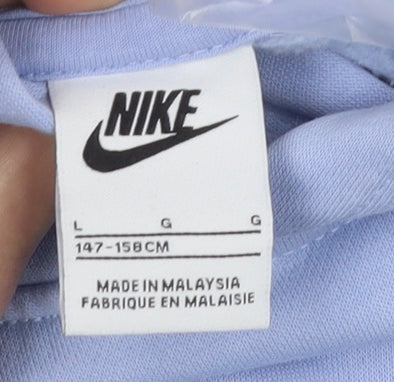 NIKE
L G G
147-158CM
MADE IN MALAYSIA
FABRIQUE EN MALAISIE